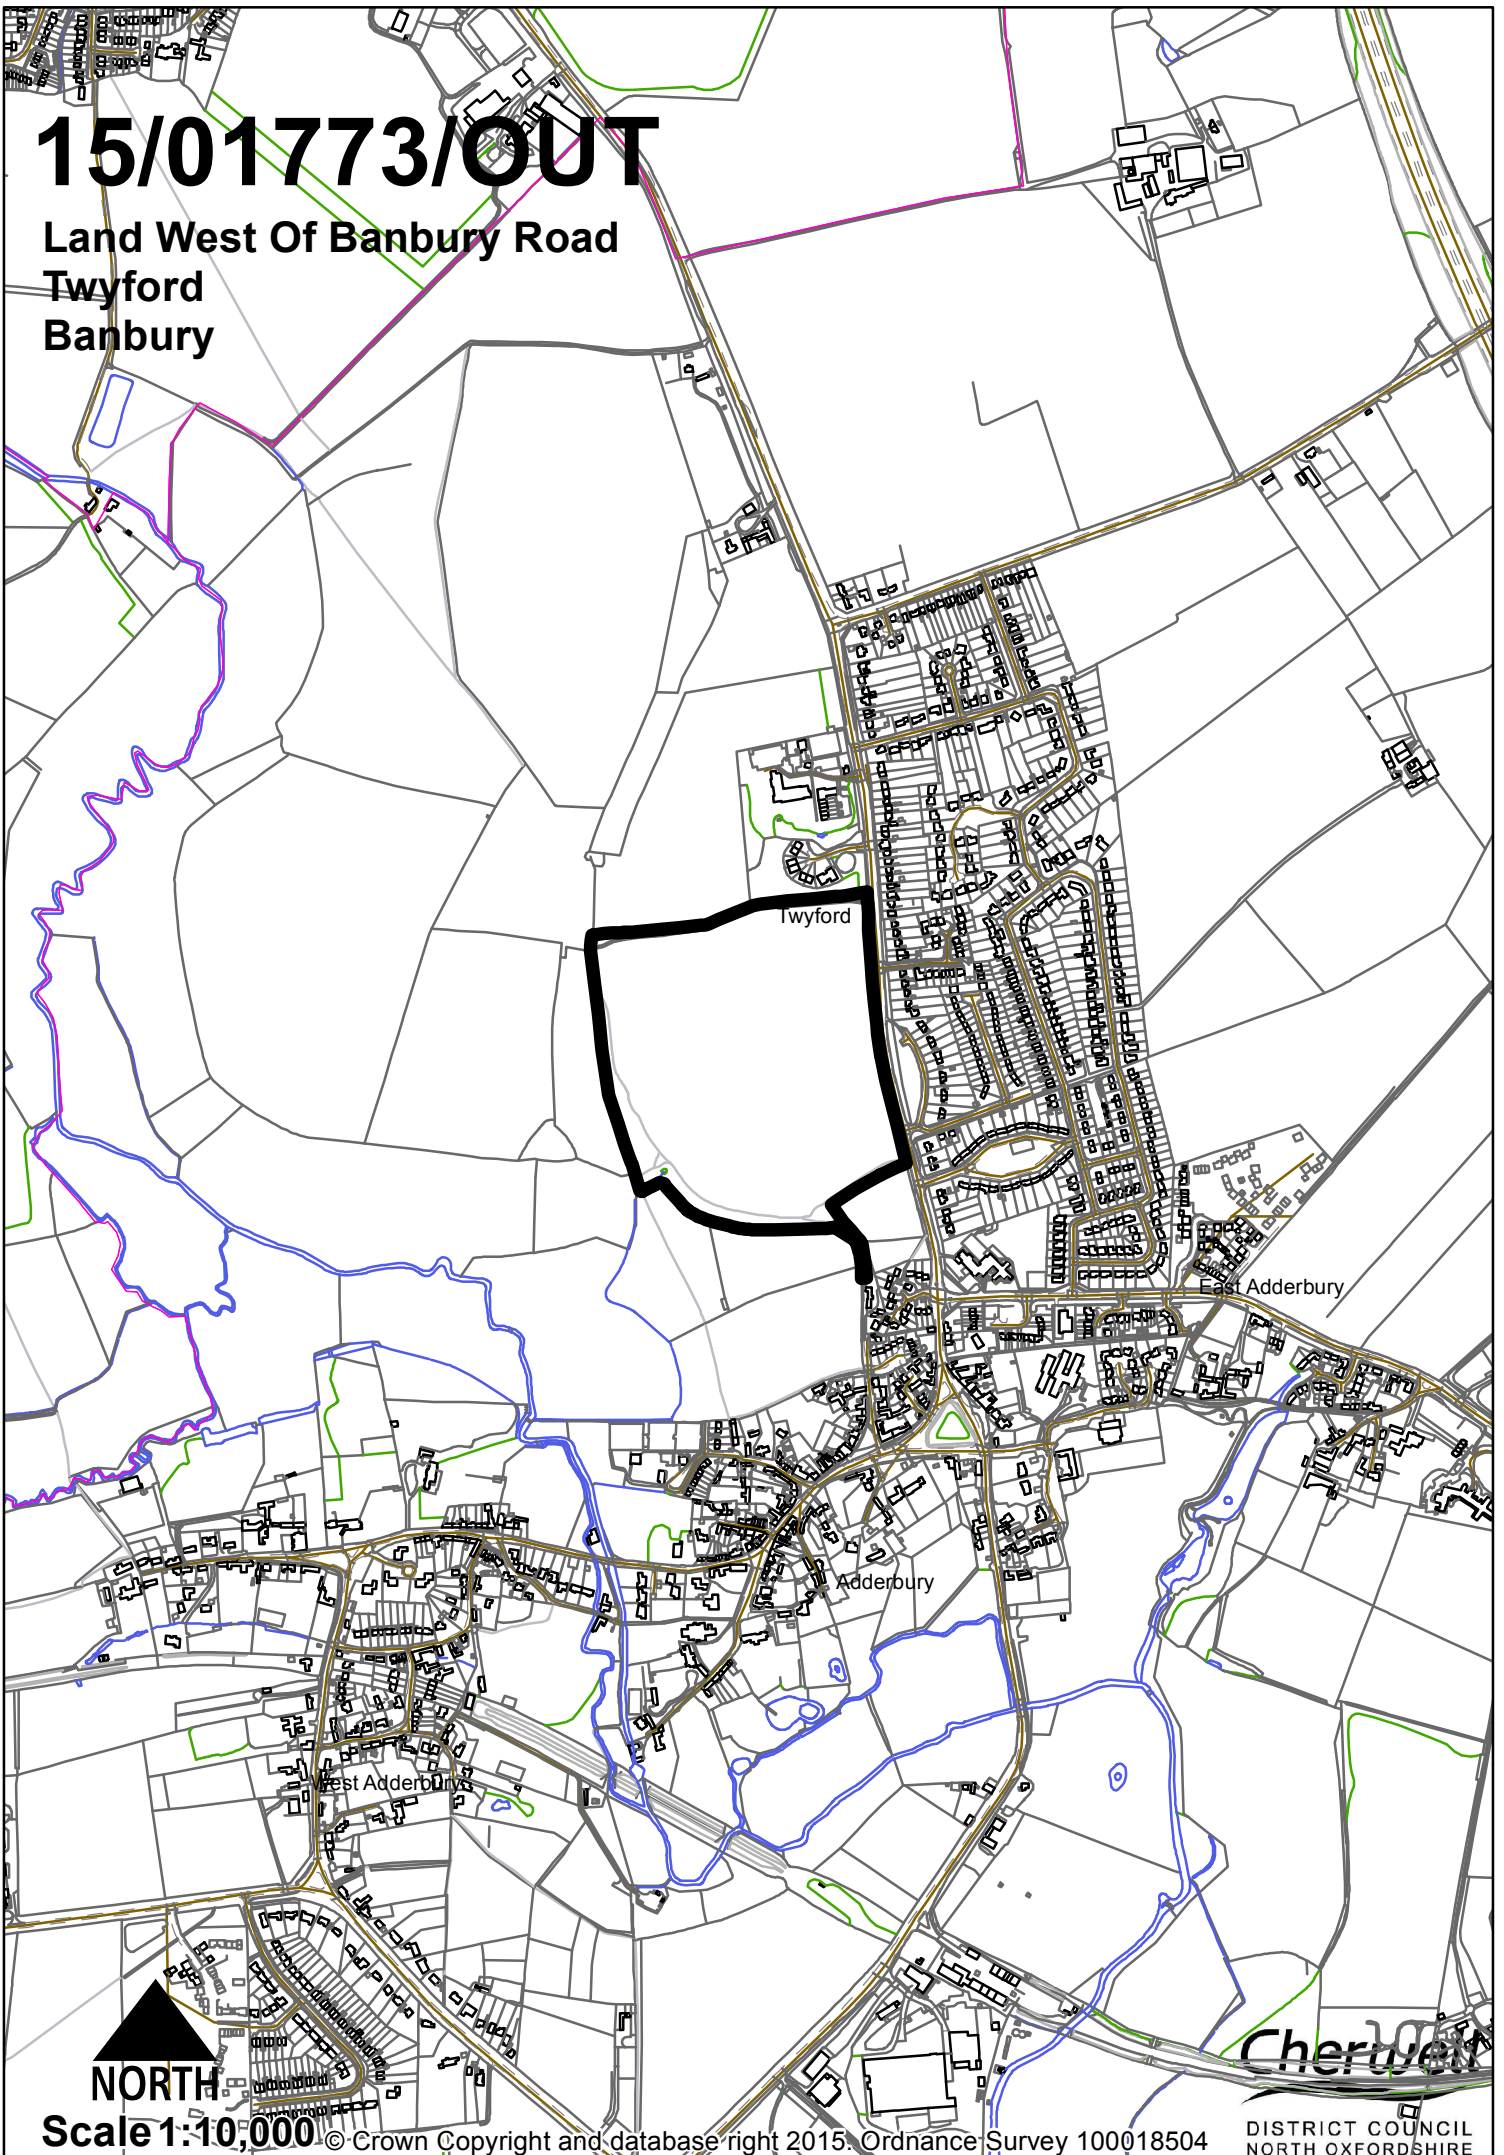 15/01773/OUT
Land West Of Banbury Road
Twyford
Banbury
Twyford
East Adderbury
Adderbury
West Adderbury
NORTH
Scale 1:10,000
© Crown Copyright and database right 2015. Ordnance Survey 100018504
Cherwell
DISTRICT COUNCIL
NORTH OXFORDSHIRE